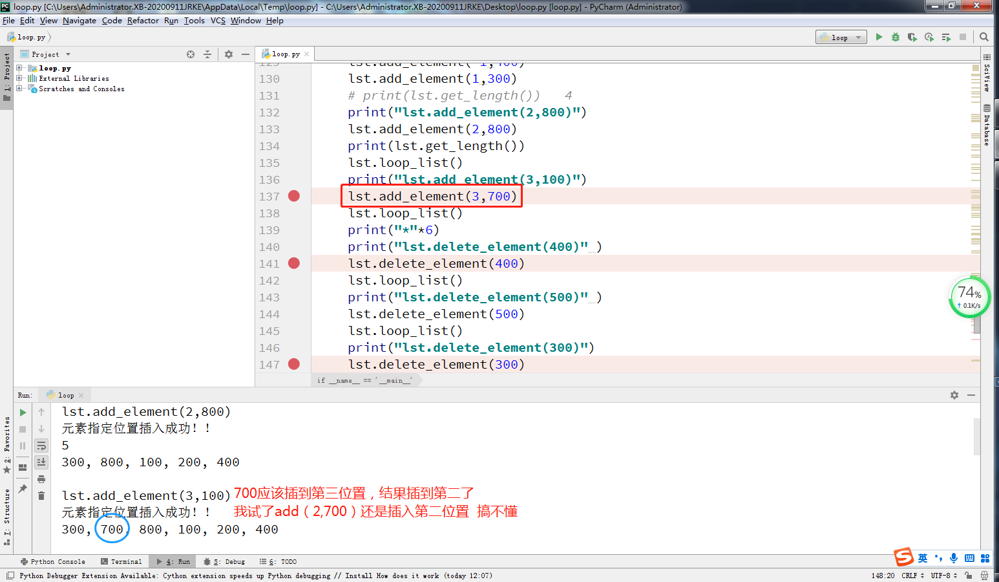 loop.py [C:\Users\Administrator.XB-20200911JRKE\AppData\Local\Temp\loop.py] - C:\Users\Administrator.XB-20200911JRKE\Desktop\loop.py [loop.py] - PyCharm (Administrator)
File Edit View Navigate Code Refactor Run Tools VCS Window Help
loop.py
loop
1: Project
Project
loop.py
External Libraries
Scratches and Consoles
loop.py
130 lst.add_element(1,300)
131 # print(lst.get_length())   4
132 print("lst.add_element(2,800)")
133 lst.add_element(2,800)
134 print(lst.get_length())
135 lst.loop_list()
136 print("lst.add_element(3,100)")
137 lst.add_element(3,700)
138 lst.loop_list()
139 print("*"*6)
140 print("lst.delete_element(400)" )
141 lst.delete_element(400)
142 lst.loop_list()
143 print("lst.delete_element(500)" )
144 lst.delete_element(500)
145 lst.loop_list()
146 print("lst.delete_element(300)")
147 lst.delete_element(300)
if __name__ == '__main__'
SciView
Database
74%
↑ 0.1K/s
Run: loop
2: Favorites
7: Structure
lst.add_element(2,800)
元素指定位置插入成功！！
5
300, 800, 100, 200, 400
lst.add_element(3,100)
700应该插到第三位置，结果插到第二了
元素指定位置插入成功！！
我试了add（2,700）还是插入第二位置 搞不懂
300, 700, 800, 100, 200, 400
Python Console Terminal 4: Run 5: Debug 6: TODO
英
Python Debugger Extension Available: Cython extension speeds up Python debugging // Install How does it work (today 12:07)
148:20 CRLF UTF-8